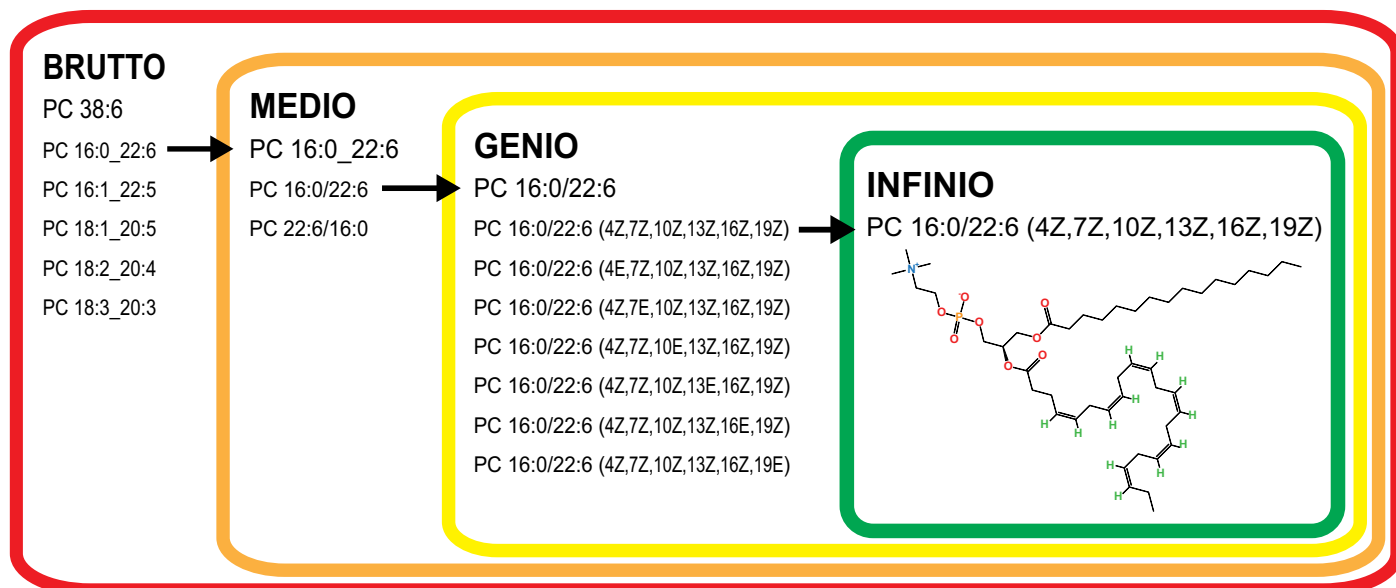 BRUTTO
PC 38:6
PC 16:0_22:6
PC 16:1_22:5
PC 18:1_20:5
PC 18:2_20:4
PC 18:3_20:3
MEDIO
PC 16:0_22:6
PC 16:0/22:6
PC 22:6/16:0
GENIO
PC 16:0/22:6
PC 16:0/22:6 (4Z,7Z,10Z,13Z,16Z,19Z)
PC 16:0/22:6 (4E,7Z,10Z,13Z,16Z,19Z)
PC 16:0/22:6 (4Z,7E,10Z,13Z,16Z,19Z)
PC 16:0/22:6 (4Z,7Z,10E,13Z,16Z,19Z)
PC 16:0/22:6 (4Z,7Z,10Z,13E,16Z,19Z)
PC 16:0/22:6 (4Z,7Z,10Z,13Z,16E,19Z)
PC 16:0/22:6 (4Z,7Z,10Z,13Z,16Z,19E)
INFINIO
PC 16:0/22:6 (4Z,7Z,10Z,13Z,16Z,19Z)
N+
-O
O
P
O
O
O
O
O
O
H
H
H
H
H
H
H
H
H
H
H
H